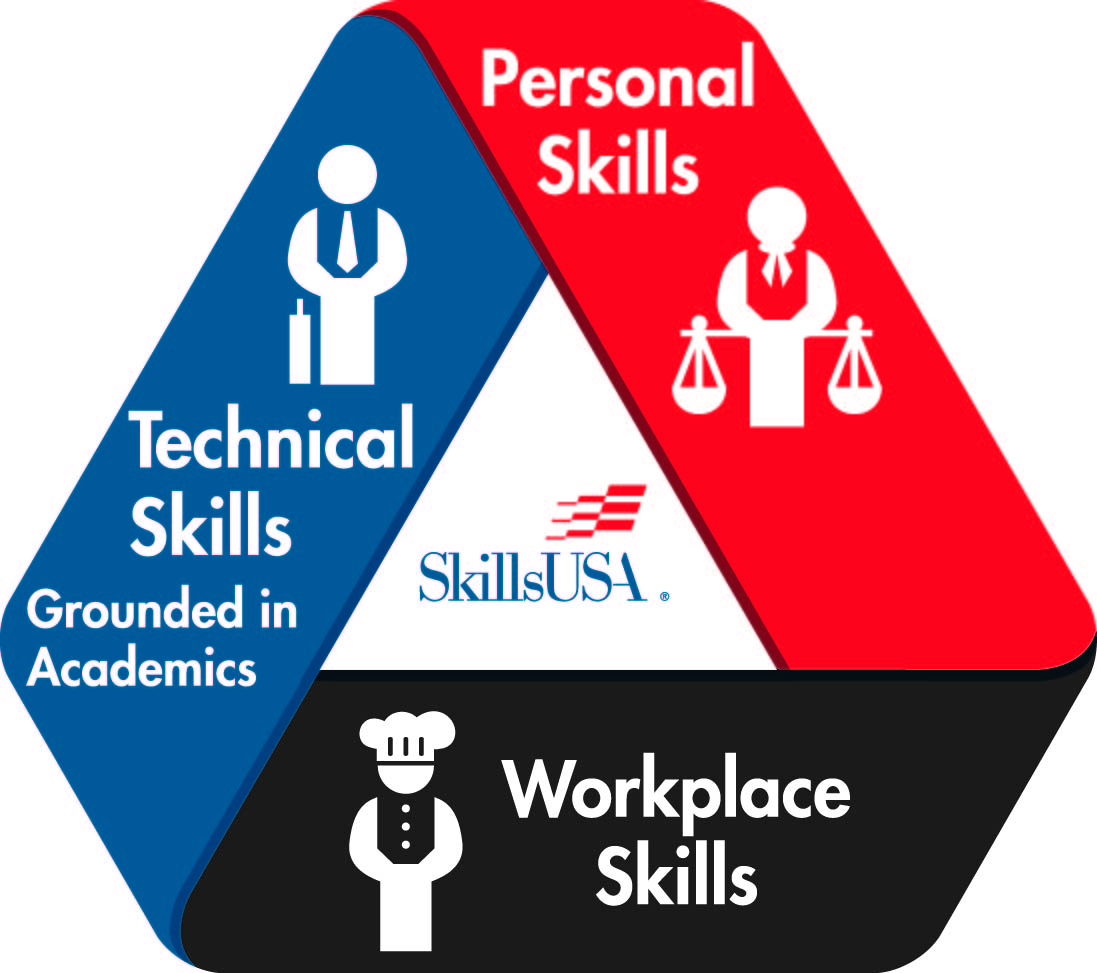 Personal
Skills
Technical
Skills
Grounded in
Academics
SkillsUSA ®
Workplace
Skills